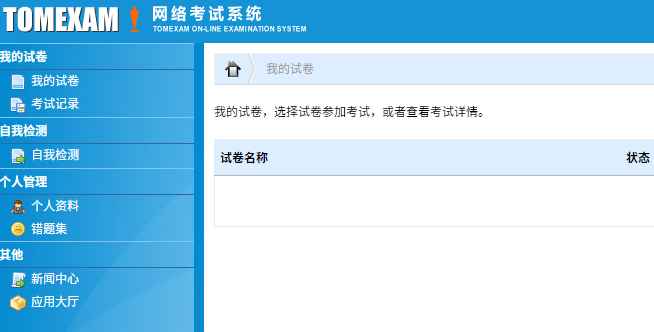 TOMEXAM 网络考试系统
TOMEXAM ON-LINE EXAMINATION SYSTEM
我的试卷
我的试卷
考试记录
自我检测
自我检测
个人管理
个人资料
错题集
其他
新闻中心
应用大厅
我的试卷
我的试卷，选择试卷参加考试，或者查看考试详情。
试卷名称 状态